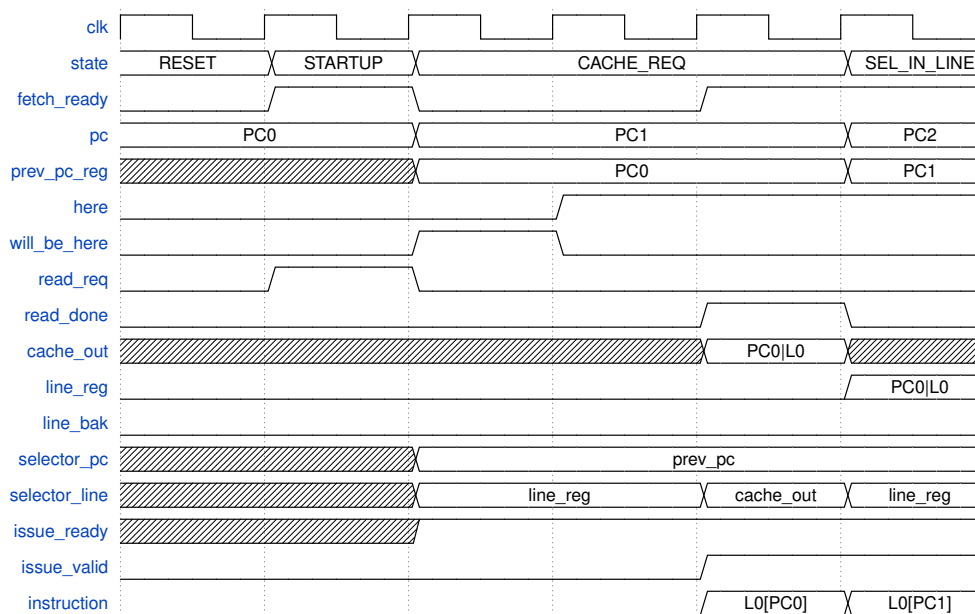 clk
state RESET STARTUP CACHE_REQ SEL_IN_LINE
fetch_ready
pc PC0 PC1 PC2
prev_pc_reg PC0 PC1
here
will_be_here
read_req
read_done
cache_out PC0|L0
line_reg PC0|L0
line_bak
selector_pc prev_pc
selector_line line_reg cache_out line_reg
issue_ready
issue_valid
instruction L0[PC0] L0[PC1]